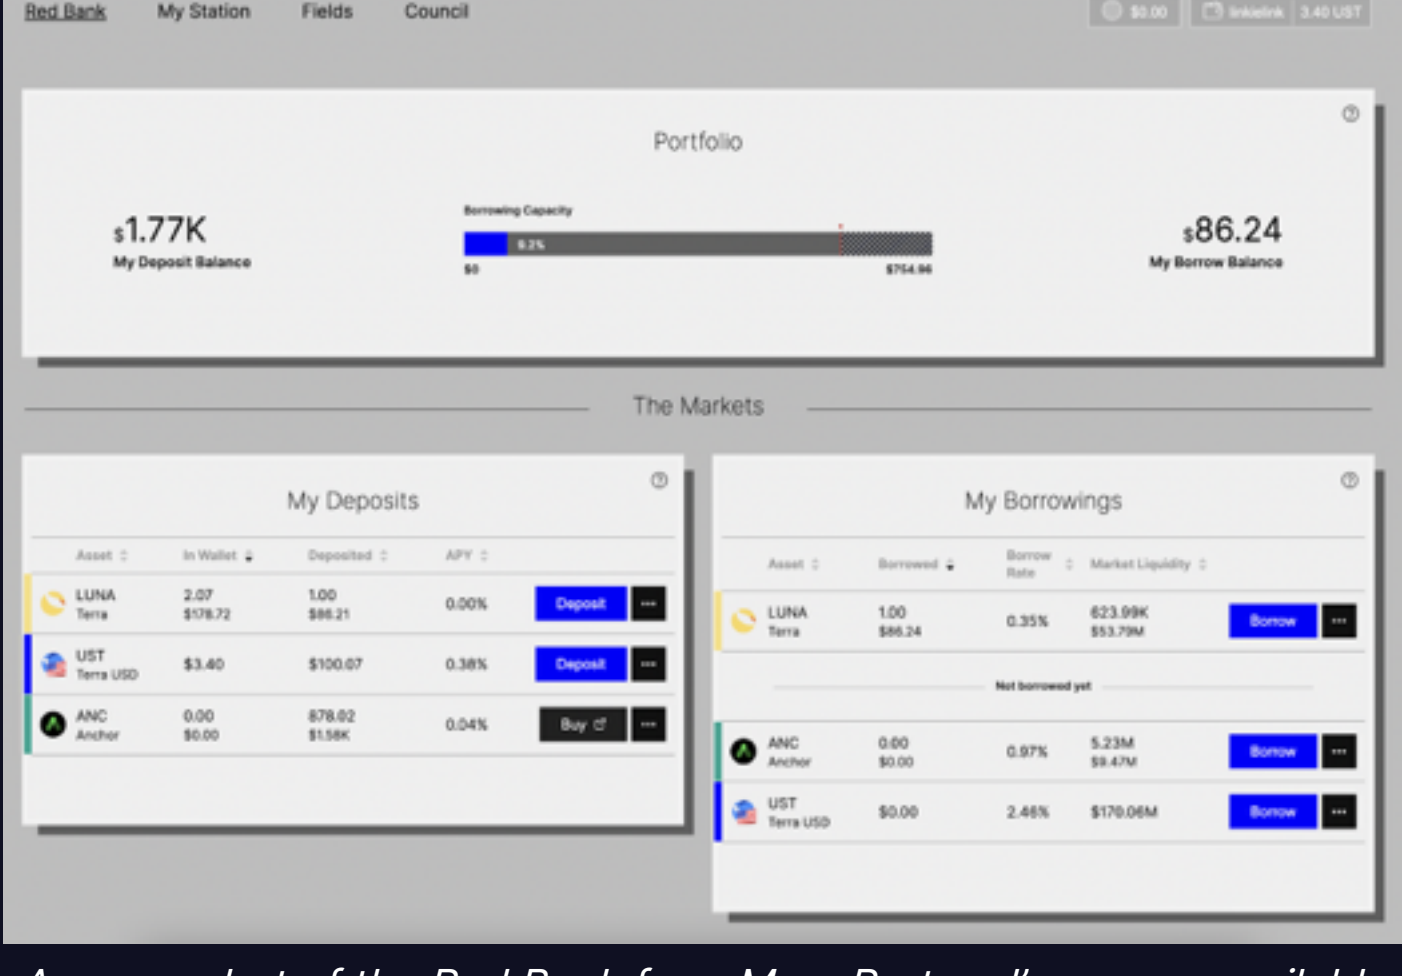 Red Bank My Station Fields Council $0.00 linkielink 3.40 UST
Portfolio
Borrowing Capacity
$1.77K $86.24
9.2%
My Deposit Balance My Borrow Balance
$0 $754.96
The Markets
My Deposits
Asset In Wallet Deposited APY
LUNA 2.07 1.00 0.00% Deposit
Terra $178.72 $86.21
UST $3.40 $100.07 0.38% Deposit
Terra USD
ANC 0.00 878.02 0.04% Buy
Anchor $0.00 $1.58K
My Borrowings
Asset Borrowed Borrow Rate Market Liquidity
LUNA 1.00 0.35% 623.99K Borrow
Terra $86.24 $53.79M
Not borrowed yet
ANC 0.00 0.97% 5.23M Borrow
Anchor $0.00 $9.47M
UST $0.00 2.46% $170.06M Borrow
Terra USD